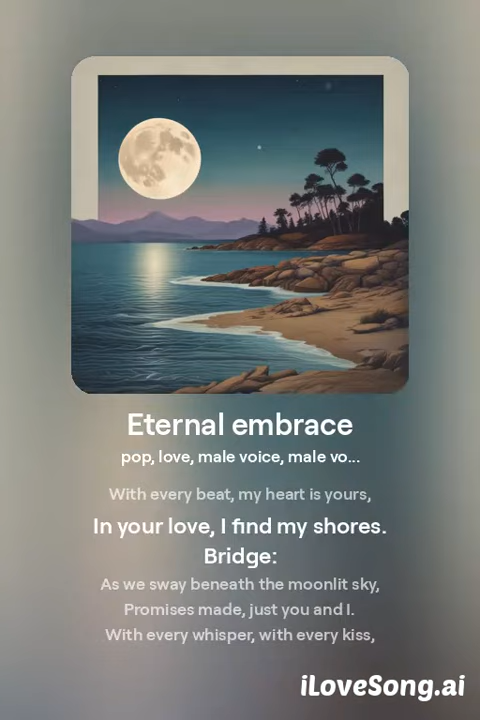 Eternal embrace
pop, love, male voice, male vo...
With every beat, my heart is yours,
In your love, I find my shores.
Bridge:
As we sway beneath the moonlit sky,
Promises made, just you and I.
With every whisper, with every kiss,
iLoveSong.ai